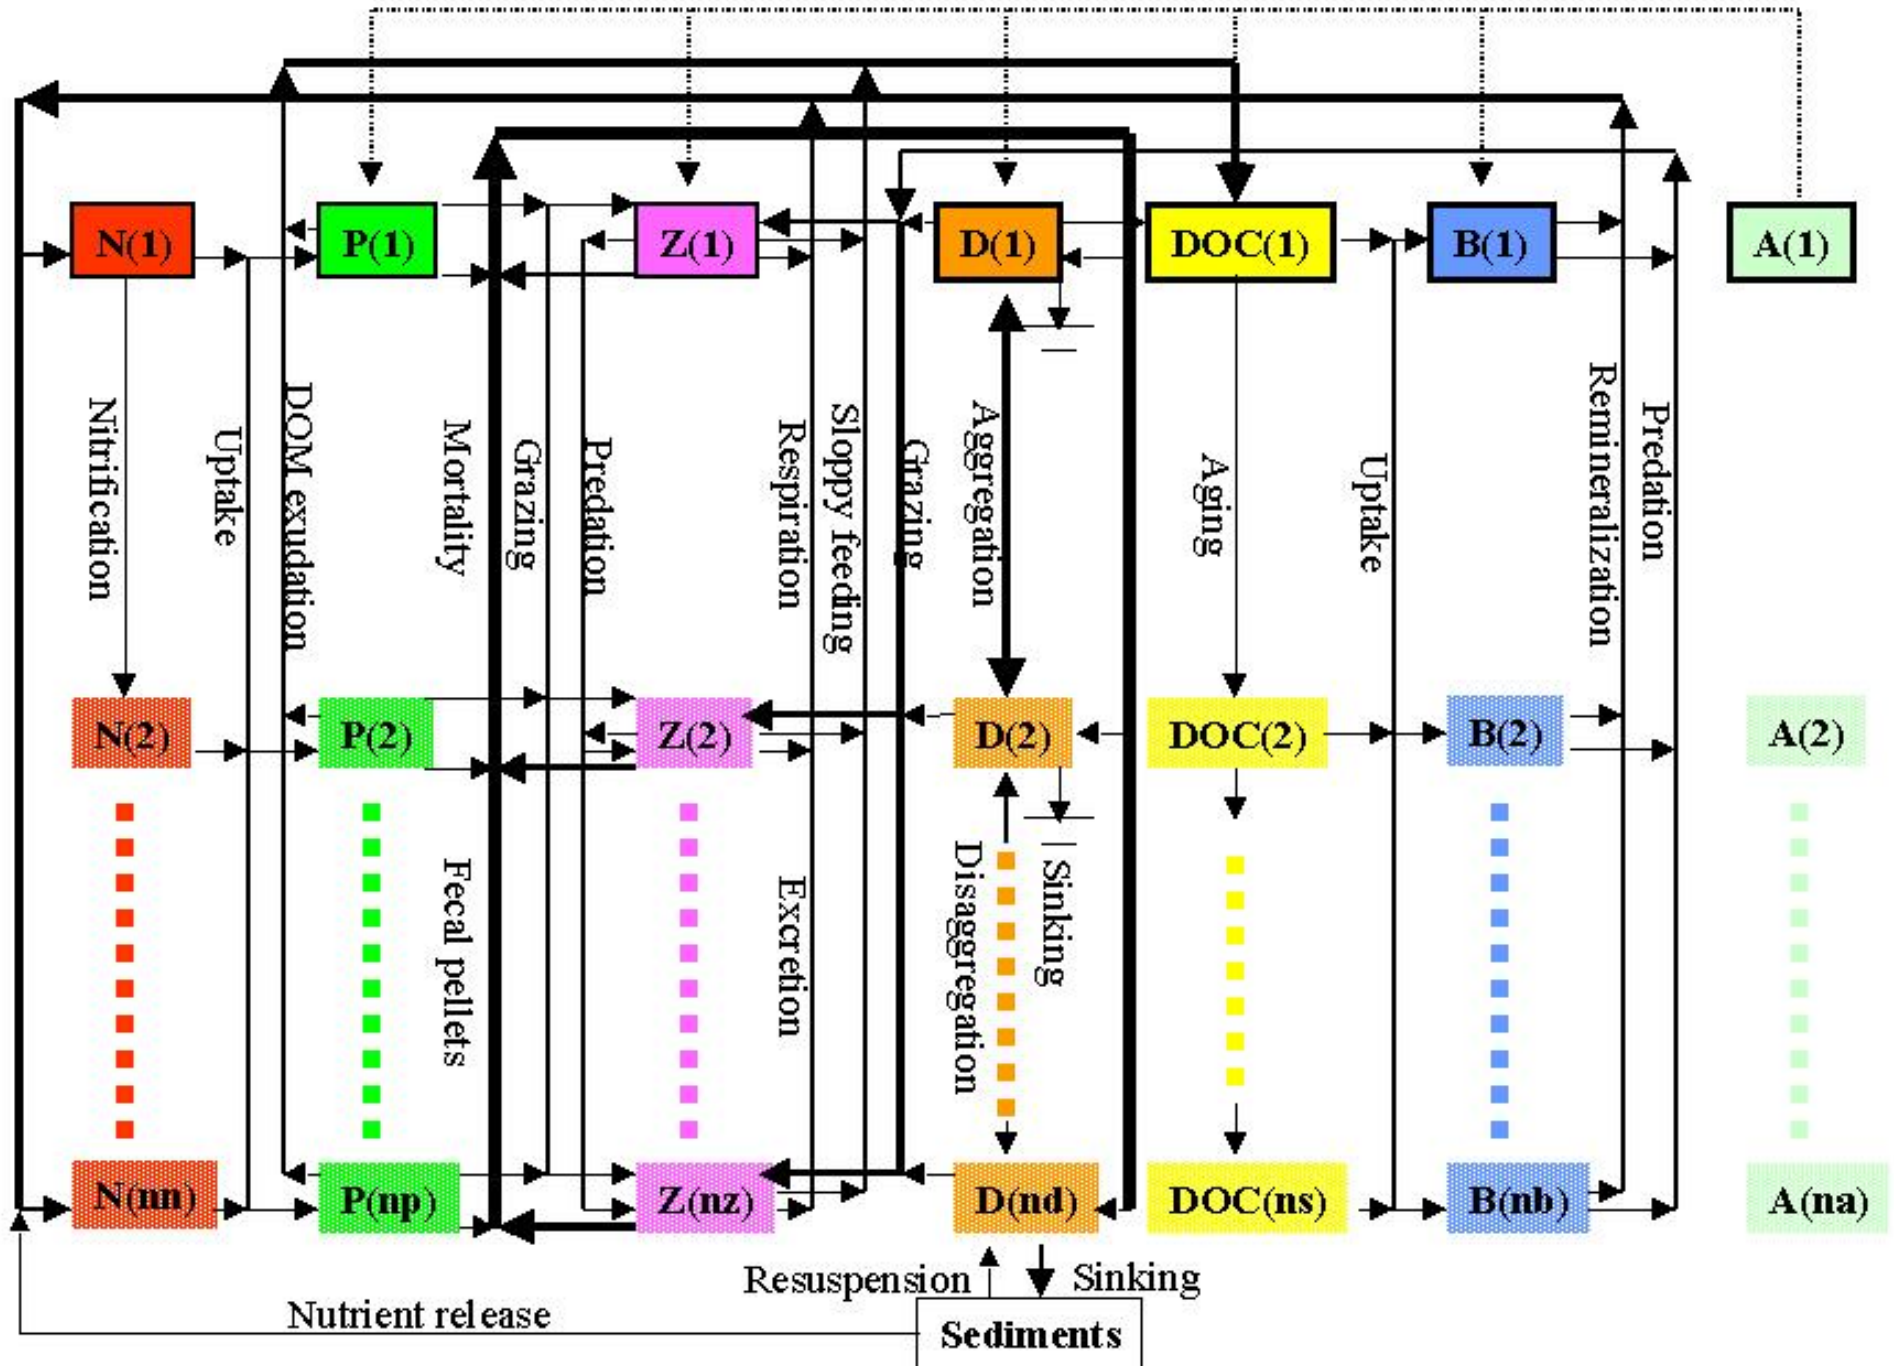 N(1)
P(1)
Z(1)
D(1)
DOC(1)
B(1)
A(1)
Nitrification
Uptake
DOM exudation
Mortality
Grazing
Predation
Respiration
Sloppy feeding
Grazing
Aggregation
Aging
Uptake
Remineralization
Predation
N(2)
P(2)
Z(2)
D(2)
DOC(2)
B(2)
A(2)
Fecal pellets
Excretion
Disaggregation
Sinking
N(nn)
P(np)
Z(nz)
D(nd)
DOC(ns)
B(nb)
A(na)
Resuspension
Sinking
Nutrient release
Sediments